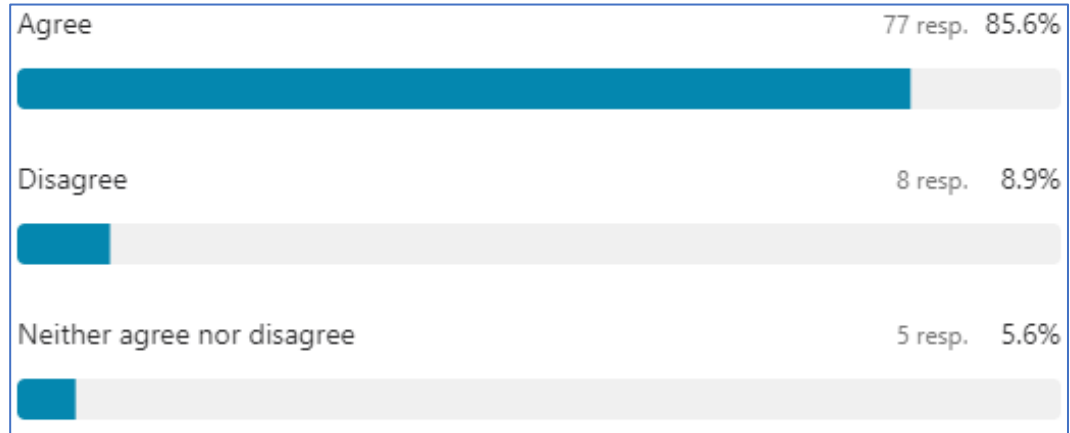 Agree 77 resp. 85.6%
Disagree 8 resp. 8.9%
Neither agree nor disagree 5 resp. 5.6%